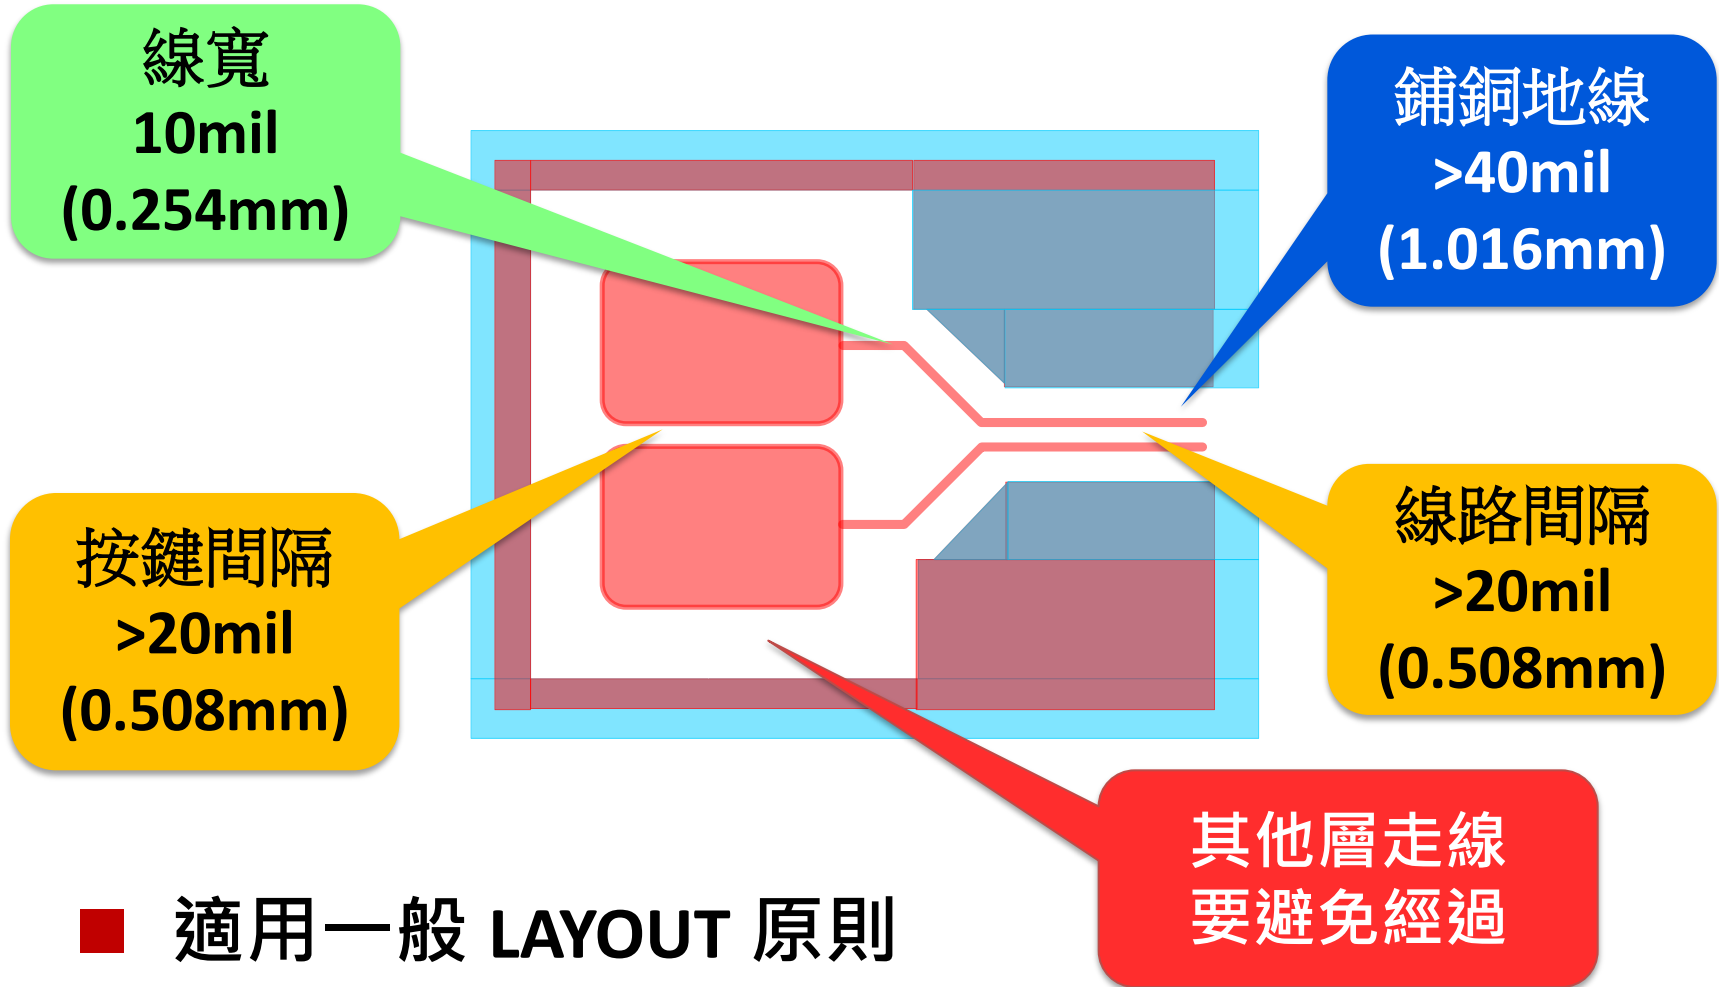 線寬
10mil
(0.254mm)
鋪銅地線
>40mil
(1.016mm)
按鍵間隔
>20mil
(0.508mm)
線路間隔
>20mil
(0.508mm)
其他層走線
要避免經過
適用一般 LAYOUT 原則